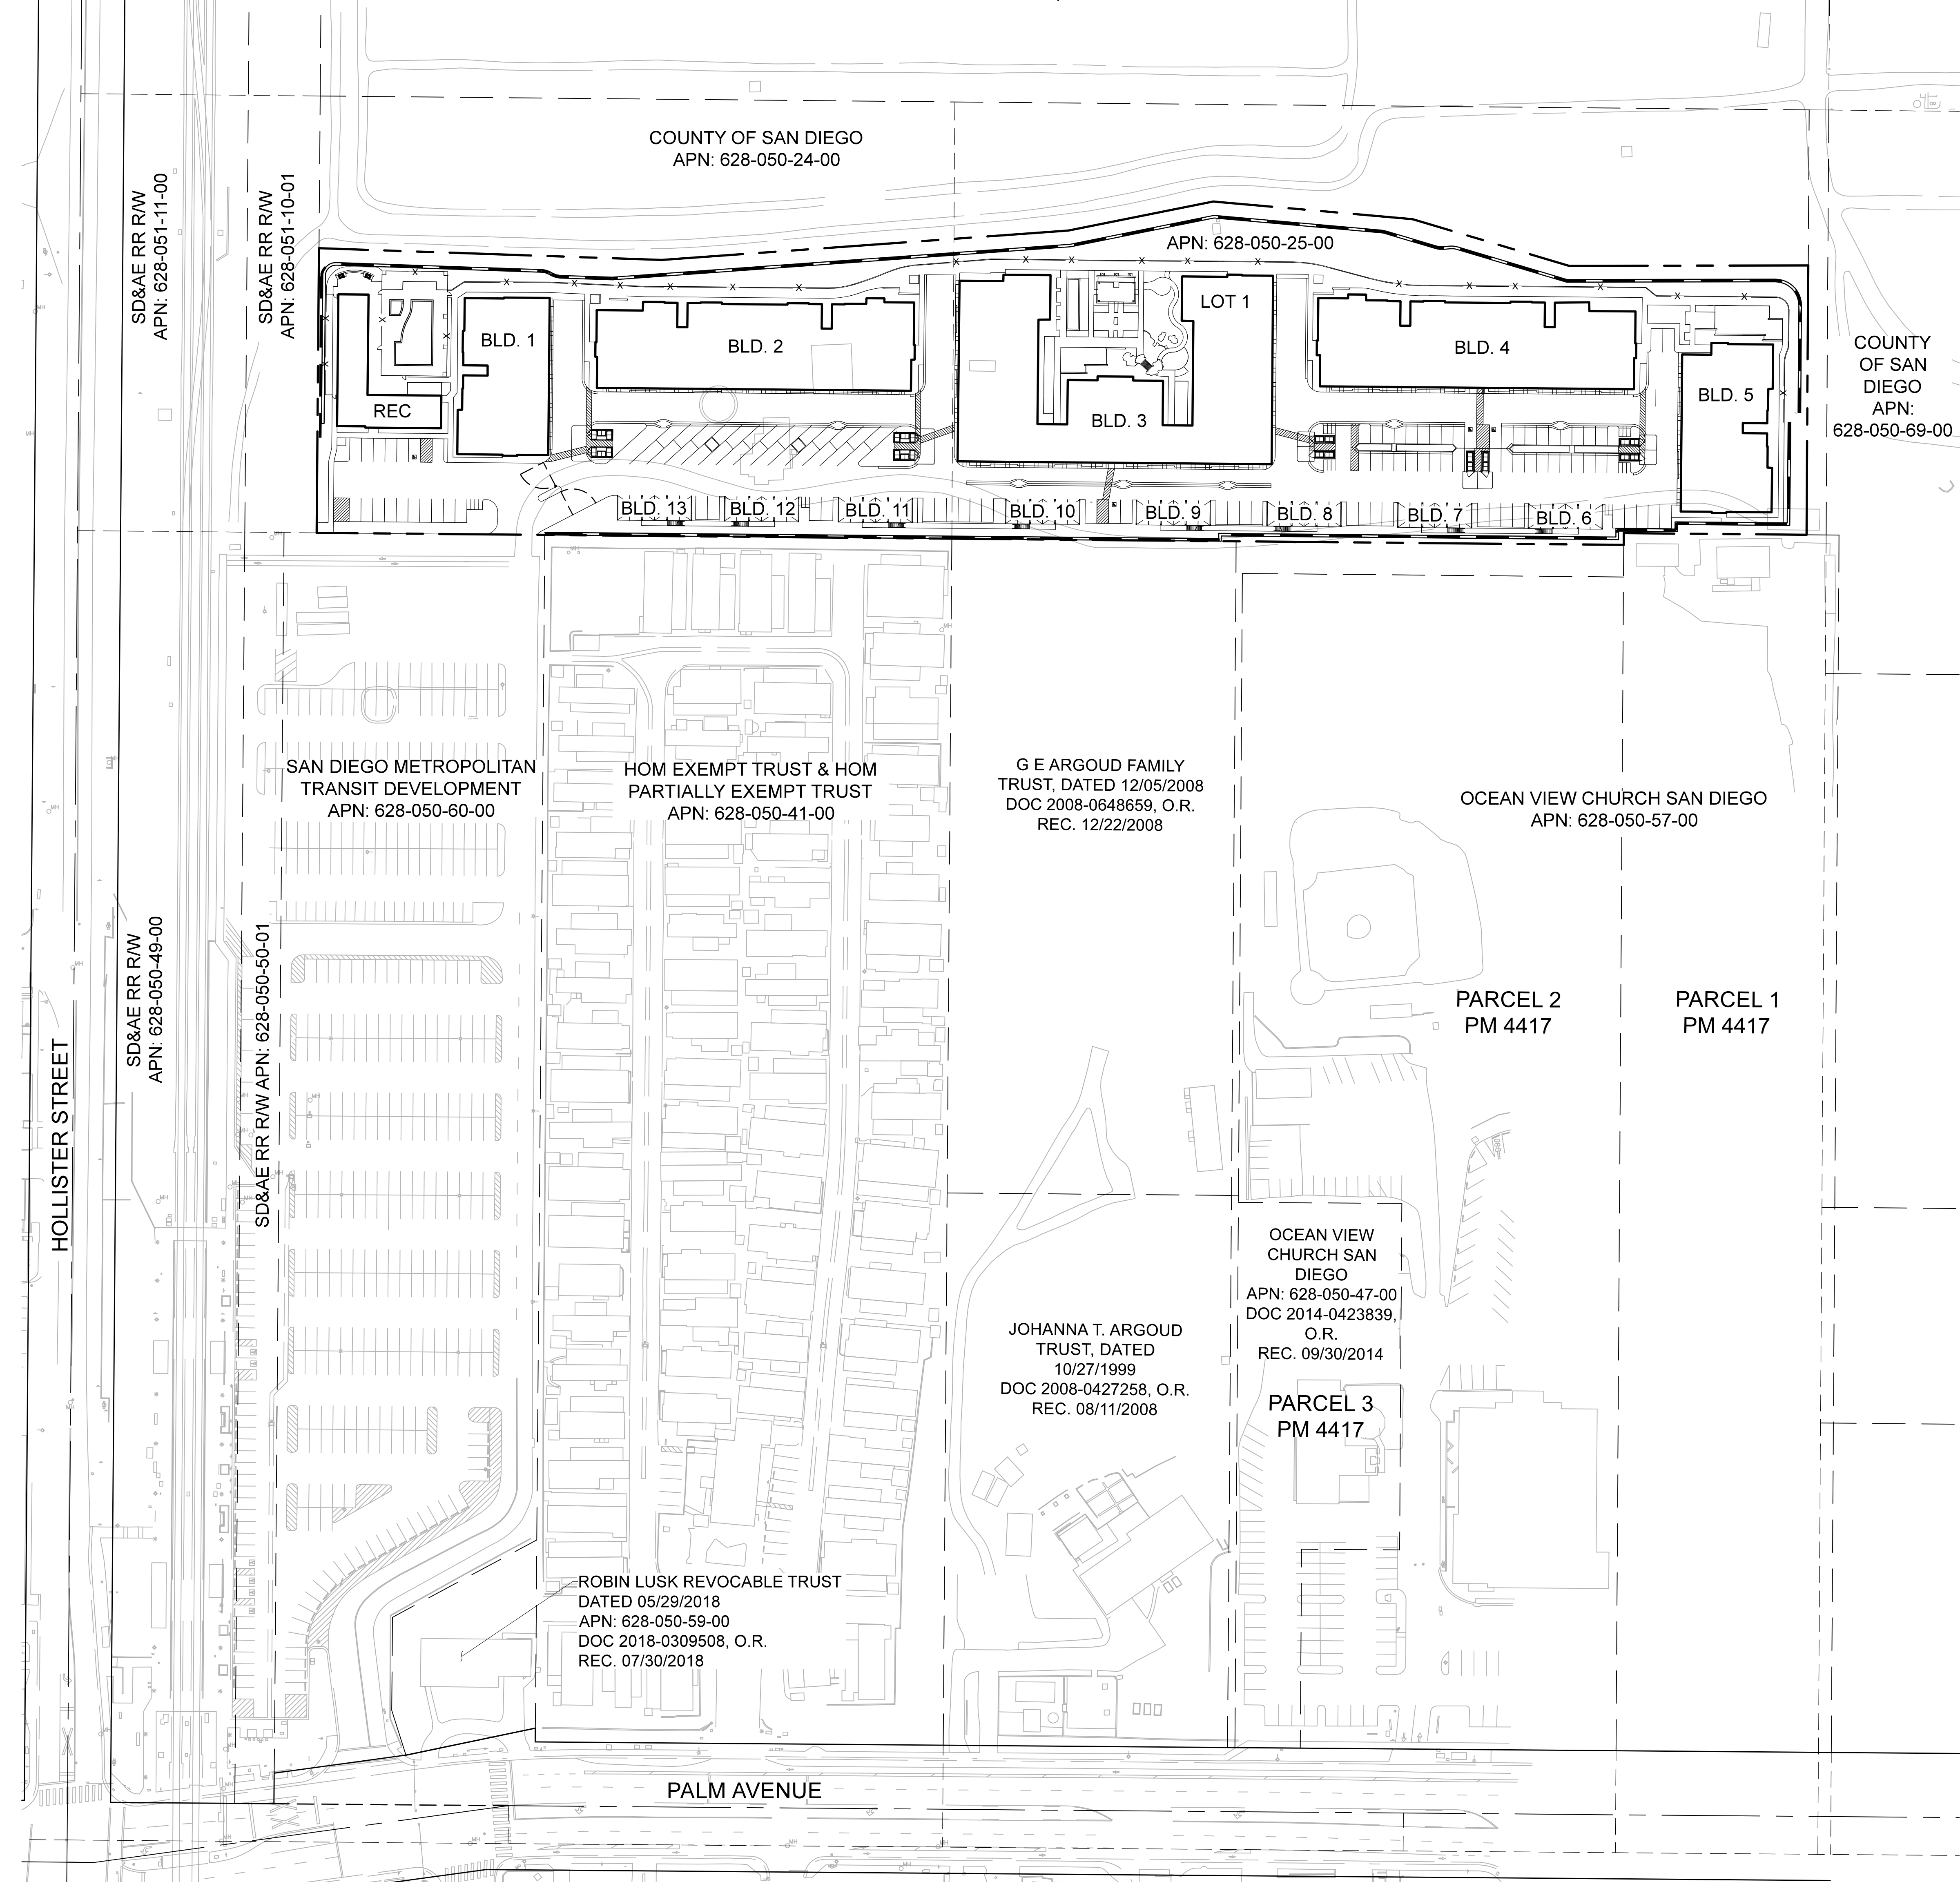 COUNTY OF SAN DIEGO
APN: 628-050-24-00
SD&AE RR R/W
APN: 628-051-11-00
SD&AE RR R/W
APN: 628-051-10-01
APN: 628-050-25-00
LOT 1
BLD. 1
BLD. 2
BLD. 3
BLD. 4
BLD. 5
REC
COUNTY
OF SAN
DIEGO
APN:
628-050-69-00
BLD. 13
BLD. 12
BLD. 11
BLD. 10
BLD. 9
BLD. 8
BLD. 7
BLD. 6
SAN DIEGO METROPOLITAN
TRANSIT DEVELOPMENT
APN: 628-050-60-00
HOM EXEMPT TRUST & HOM
PARTIALLY EXEMPT TRUST
APN: 628-050-41-00
G E ARGOUD FAMILY
TRUST, DATED 12/05/2008
DOC 2008-0648659, O.R.
REC. 12/22/2008
OCEAN VIEW CHURCH SAN DIEGO
APN: 628-050-57-00
SD&AE RR R/W
APN: 628-050-49-00
SD&AE RR R/W APN: 628-050-50-01
HOLLISTER STREET
PARCEL 2
PM 4417
PARCEL 1
PM 4417
OCEAN VIEW
CHURCH SAN
DIEGO
APN: 628-050-47-00
DOC 2014-0423839,
O.R.
REC. 09/30/2014
JOHANNA T. ARGOUD
TRUST, DATED
10/27/1999
DOC 2008-0427258, O.R.
REC. 08/11/2008
PARCEL 3
PM 4417
ROBIN LUSK REVOCABLE TRUST
DATED 05/29/2018
APN: 628-050-59-00
DOC 2018-0309508, O.R.
REC. 07/30/2018
PALM AVENUE